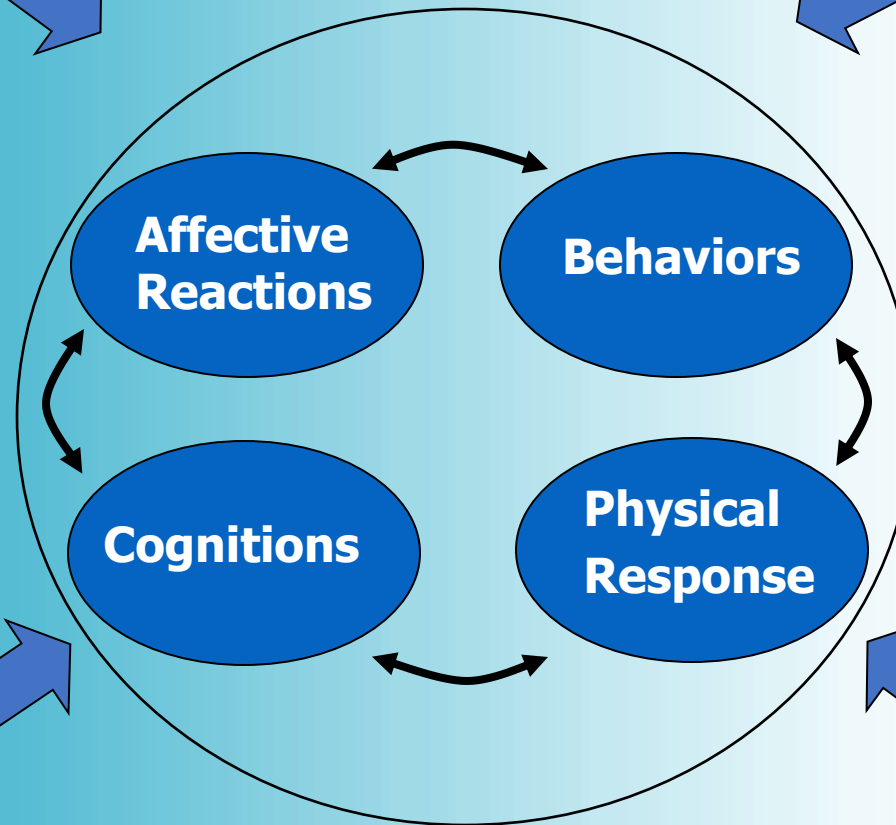 Affective
Reactions
Behaviors
Cognitions
Physical
Response